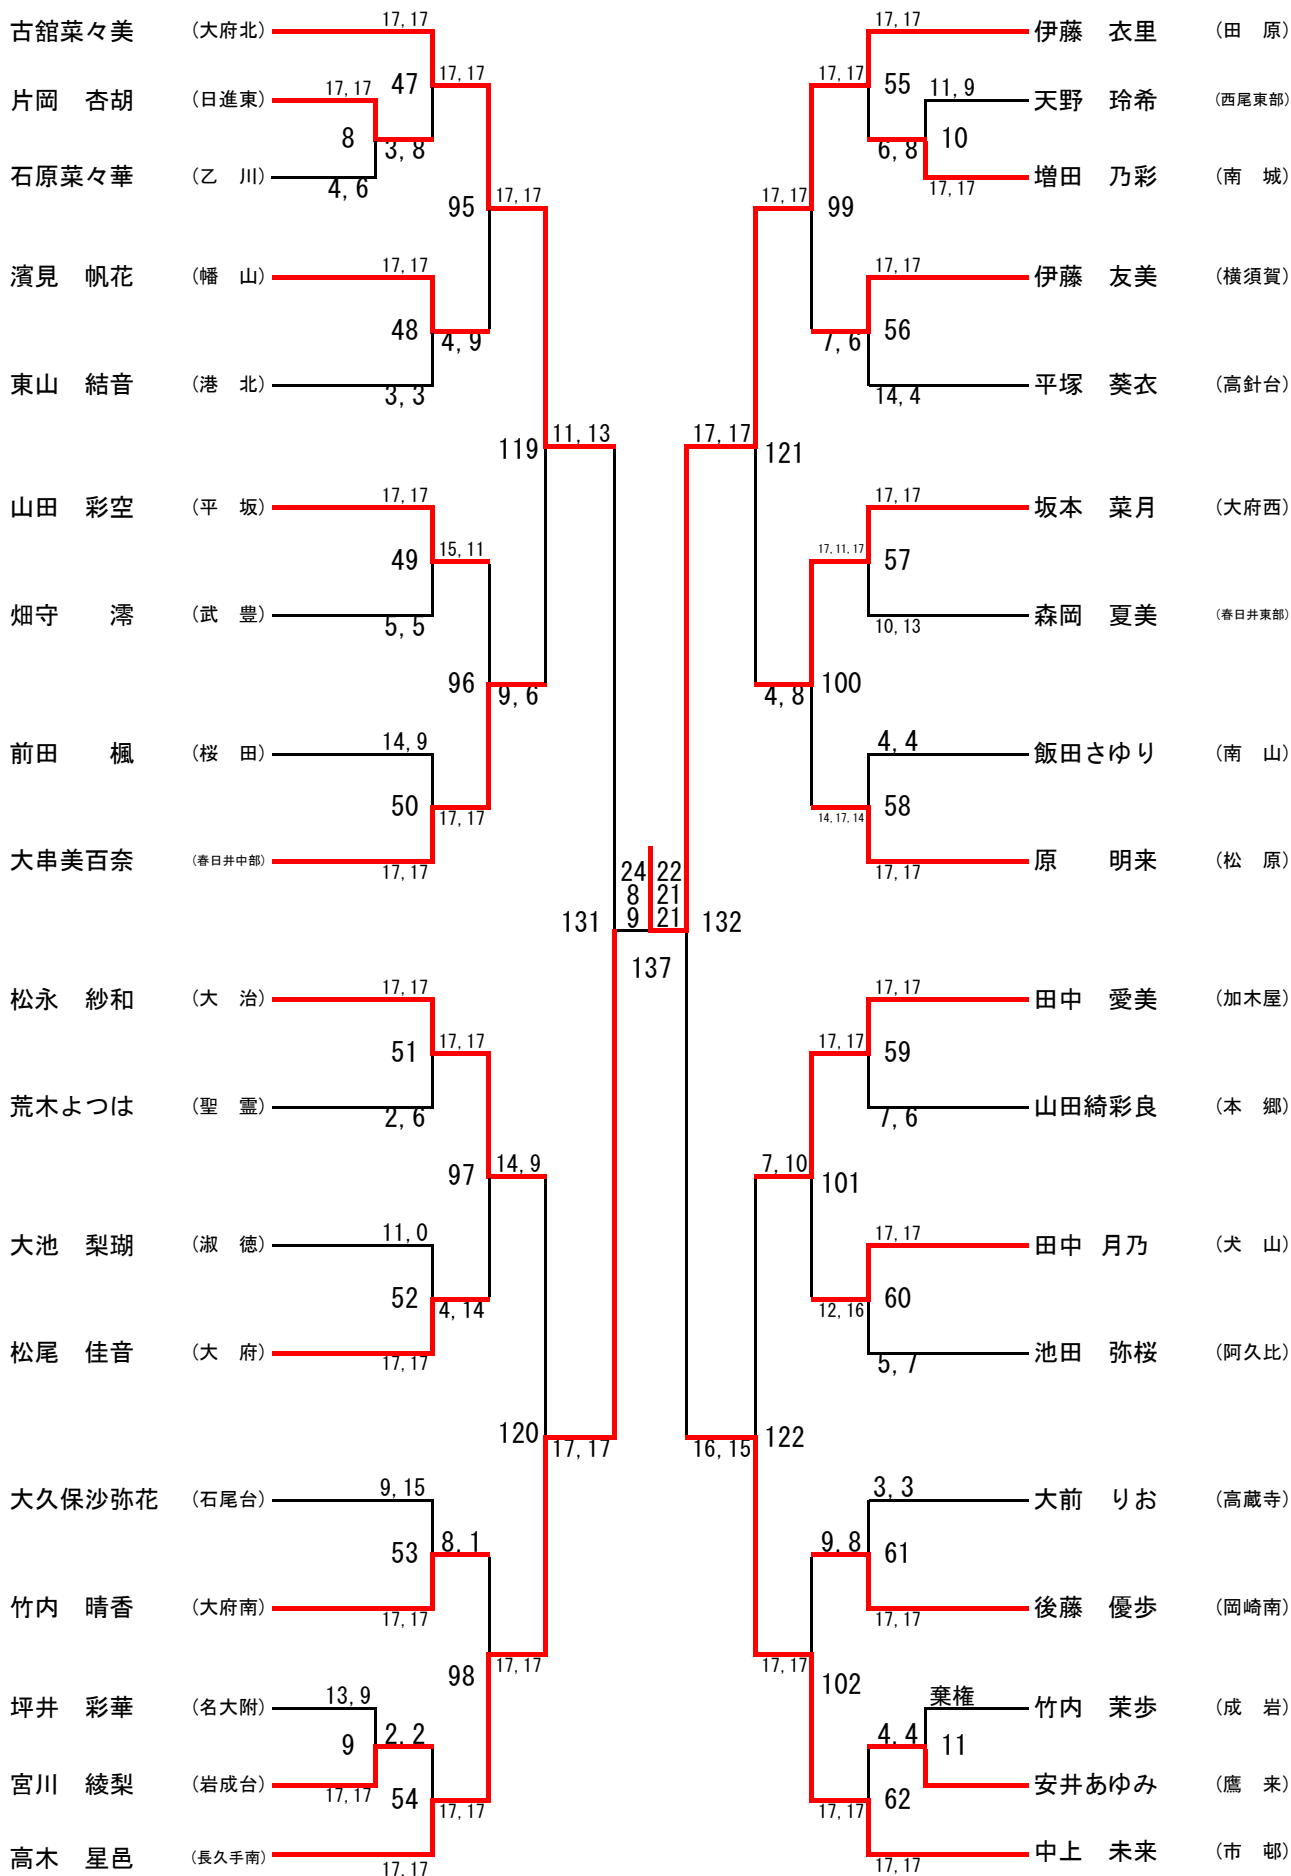 古舘菜々美 (大府北) 17,17
47 17,17
片岡 杏胡 (日進東) 17,17
8 3,8
石原菜々華 (乙 川) 4,6
95 17,17
濱見 帆花 (幡 山) 17,17
48 4,9
東山 結音 (港 北) 3,3
119 11,13
山田 彩空 (平 坂) 17,17
49 15,11
畑守 澪 (武 豊) 5,5
96 9,6
前田 楓 (桜 田) 14,9
50 17,17
大串美百奈 (春日井中部) 17,17
131
松永 紗和 (大 治) 17,17
51 17,17
荒木よつは (聖 霊) 2,6
97 14,9
大池 梨瑚 (淑 徳) 11,0
52 4,14
松尾 佳音 (大 府) 17,17
120 17,17
大久保沙弥花 (石尾台) 9,15
53 8,1
竹内 晴香 (大府南) 17,17
98 17,17
坪井 彩華 (名大附) 13,9
9 2,2
宮川 綾梨 (岩成台) 17,17
54 17,17
高木 星邑 (長久手南) 17,17
24 22
8 21
9 21
137
17,17 伊藤 衣里 (田 原)
17,17 55
11,9 天野 玲希 (西尾東部)
6,8 10
17,17 増田 乃彩 (南 城)
17,17 99
17,17 伊藤 友美 (横須賀)
7,6 56
14,4 平塚 葵衣 (高針台)
17,17 121
17,17 坂本 菜月 (大府西)
17,11,17 57
10,13 森岡 夏美 (春日井東部)
4,8 100
4,4 飯田さゆり (南 山)
14,17,14 58
17,17 原 明来 (松 原)
132
17,17 田中 愛美 (加木屋)
17,17 59
7,6 山田綺彩良 (本 郷)
7,10 101
17,17 田中 月乃 (犬 山)
12,16 60
5,7 池田 弥桜 (阿久比)
16,15 122
3,3 大前 りお (高蔵寺)
9,8 61
17,17 後藤 優歩 (岡崎南)
17,17 102
棄権 竹内 茉歩 (成 岩)
4,4 11
安井あゆみ (鷹 来)
17,17 62
17,17 中上 未来 (市 邨)